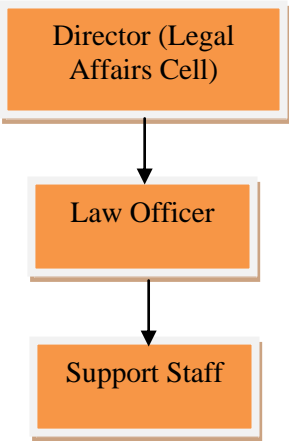 Director (Legal
Affairs Cell)
Law Officer
Support Staff